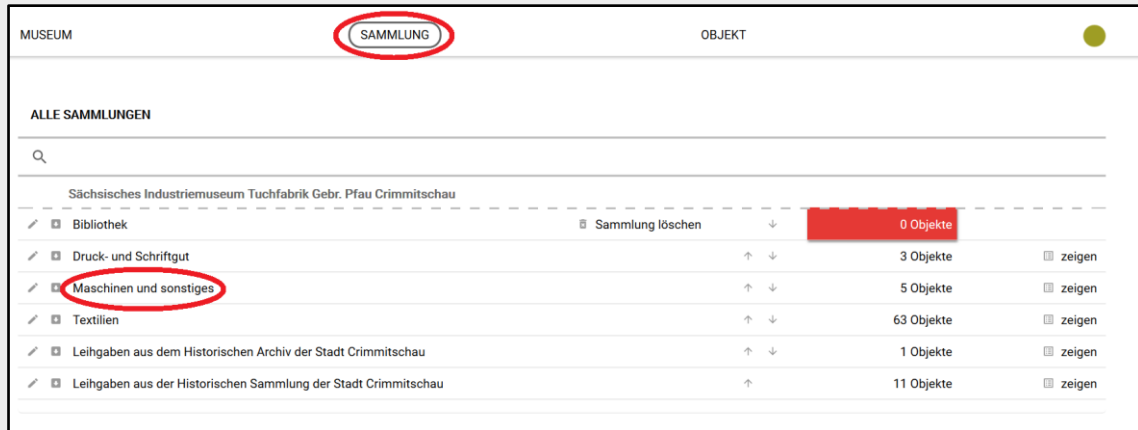 MUSEUM SAMMLUNG OBJEKT
ALLE SAMMLUNGEN
Sächsisches Industriemuseum Tuchfabrik Gebr. Pfau Crimmitschau
Bibliothek Sammlung löschen 0 Objekte
Druck- und Schriftgut 3 Objekte zeigen
Maschinen und sonstiges 5 Objekte zeigen
Textilien 63 Objekte zeigen
Leihgaben aus dem Historischen Archiv der Stadt Crimmitschau 1 Objekte zeigen
Leihgaben aus der Historischen Sammlung der Stadt Crimmitschau 11 Objekte zeigen